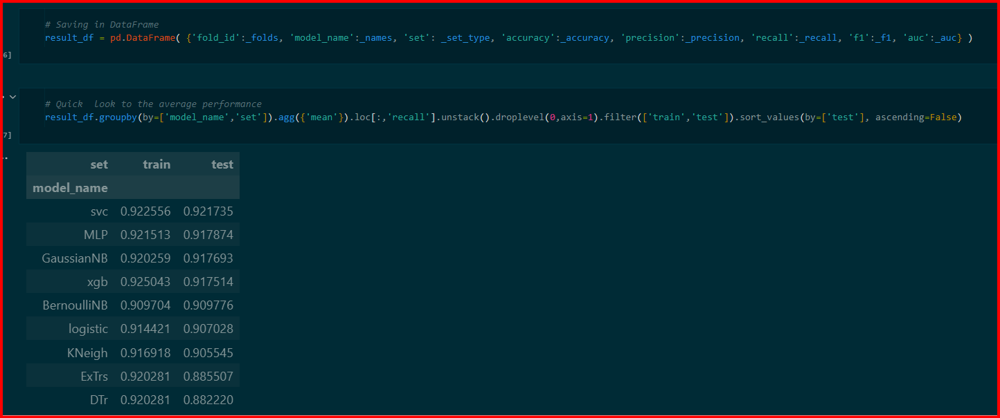 # Saving in DataFrame
result_df = pd.DataFrame( {'fold_id':_folds, 'model_name':_names, 'set': _set_type, 'accuracy':_accuracy, 'precision':_precision, 'recall':_recall, 'f1':_f1, 'auc':_auc} )
6]
# Quick  look to the average performance
result_df.groupby(by=['model_name','set']).agg({'mean'}).loc[:,'recall'].unstack().droplevel(0,axis=1).filter(['train','test']).sort_values(by=['test'], ascending=False)
7]
set train test
model_name
svc 0.922556 0.921735
MLP 0.921513 0.917874
GaussianNB 0.920259 0.917693
xgb 0.925043 0.917514
BernoulliNB 0.909704 0.909776
logistic 0.914421 0.907028
KNeigh 0.916918 0.905545
ExTrs 0.920281 0.885507
DTr 0.920281 0.882220